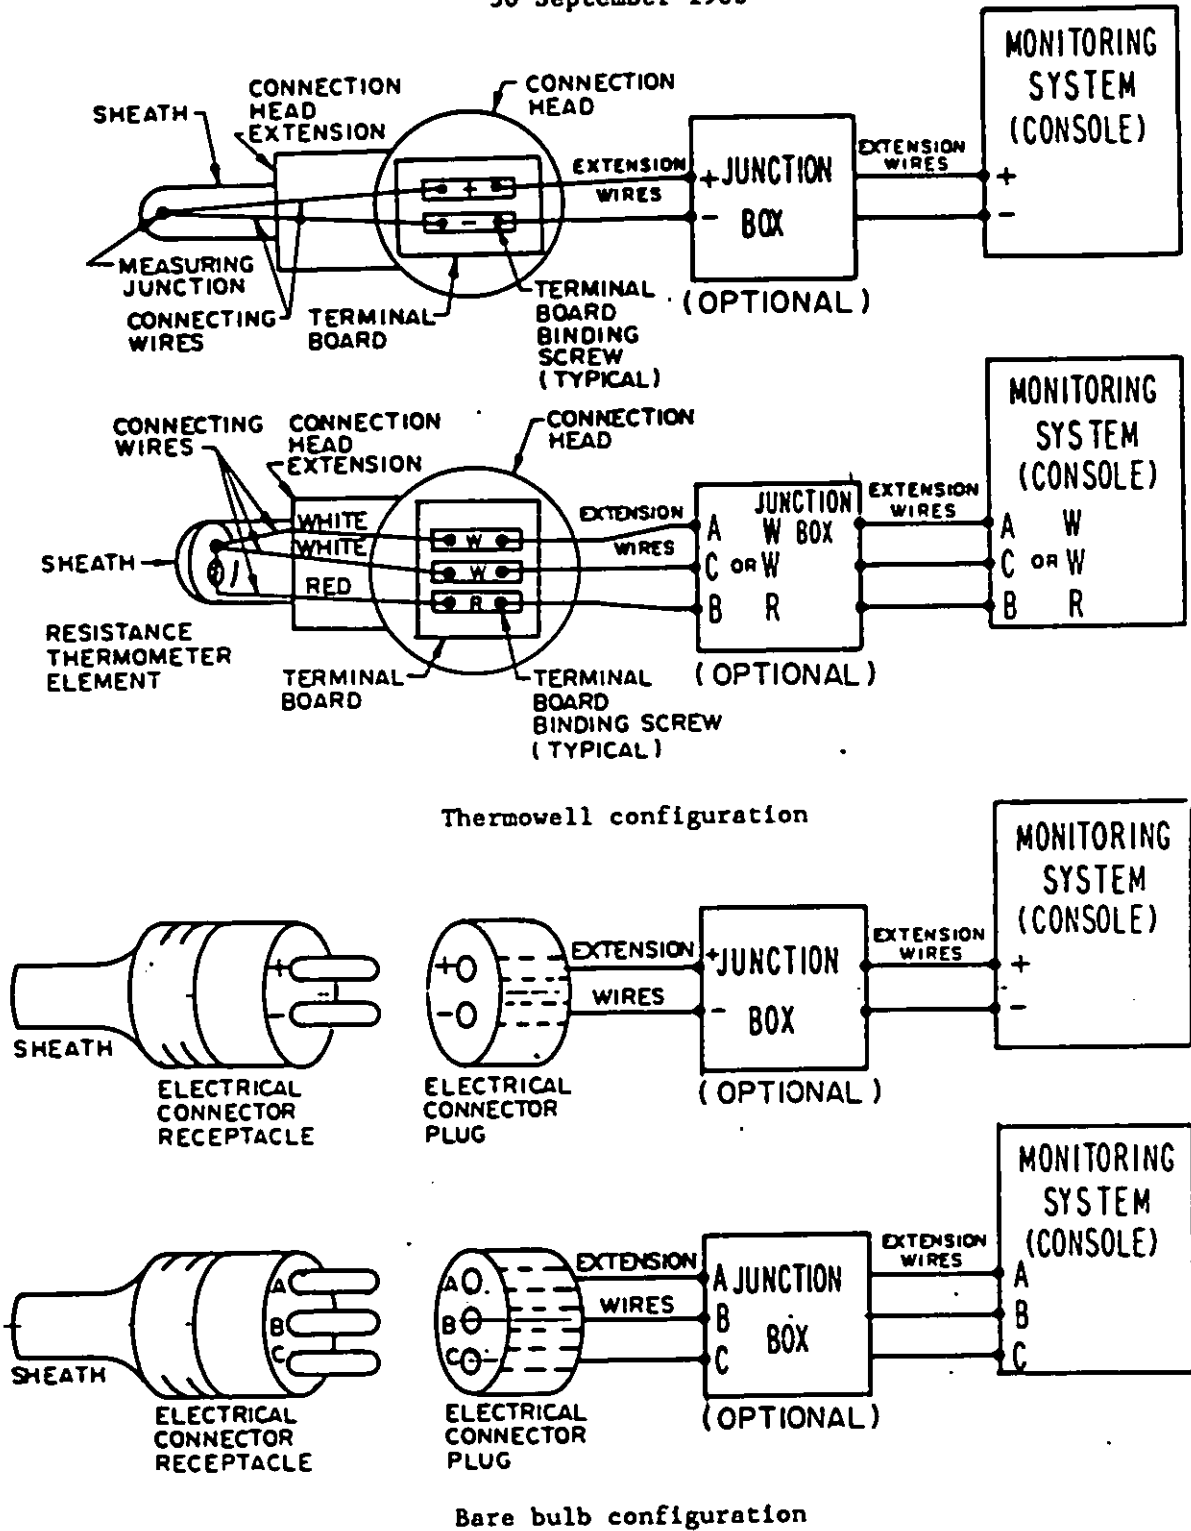 MONITORING
SYSTEM
(CONSOLE)
CONNECTION
HEAD
EXTENSION
CONNECTION
HEAD
SHEATH
EXTENSION
WIRES
+ JUNCTION
- BOX
EXTENSION
WIRES
+
-
+
-
MEASURING
JUNCTION
CONNECTING
WIRES
TERMINAL
BOARD
TERMINAL
BOARD
BINDING
SCREW
(TYPICAL)
(OPTIONAL)
MONITORING
SYSTEM
(CONSOLE)
CONNECTING
WIRES
CONNECTION
HEAD
EXTENSION
CONNECTION
HEAD
WHITE
WHITE
RED
W
W
R
EXTENSION
WIRES
JUNCTION
A W BOX
C OR W
B R
EXTENSION
WIRES
A W
C OR W
B R
SHEATH
RESISTANCE
THERMOMETER
ELEMENT
TERMINAL
BOARD
TERMINAL
BOARD
BINDING SCREW
(TYPICAL)
(OPTIONAL)
Thermowell configuration
MONITORING
SYSTEM
(CONSOLE)
+
-
+
-
EXTENSION
WIRES
+ JUNCTION
- BOX
EXTENSION
WIRES
+
-
SHEATH
ELECTRICAL
CONNECTOR
RECEPTACLE
ELECTRICAL
CONNECTOR
PLUG
(OPTIONAL)
MONITORING
SYSTEM
(CONSOLE)
A
B
C
A
B
C
EXTENSION
WIRES
A JUNCTION
B
BOX
C
EXTENSION
WIRES
A
B
C
SHEATH
ELECTRICAL
CONNECTOR
RECEPTACLE
ELECTRICAL
CONNECTOR
PLUG
(OPTIONAL)
Bare bulb configuration